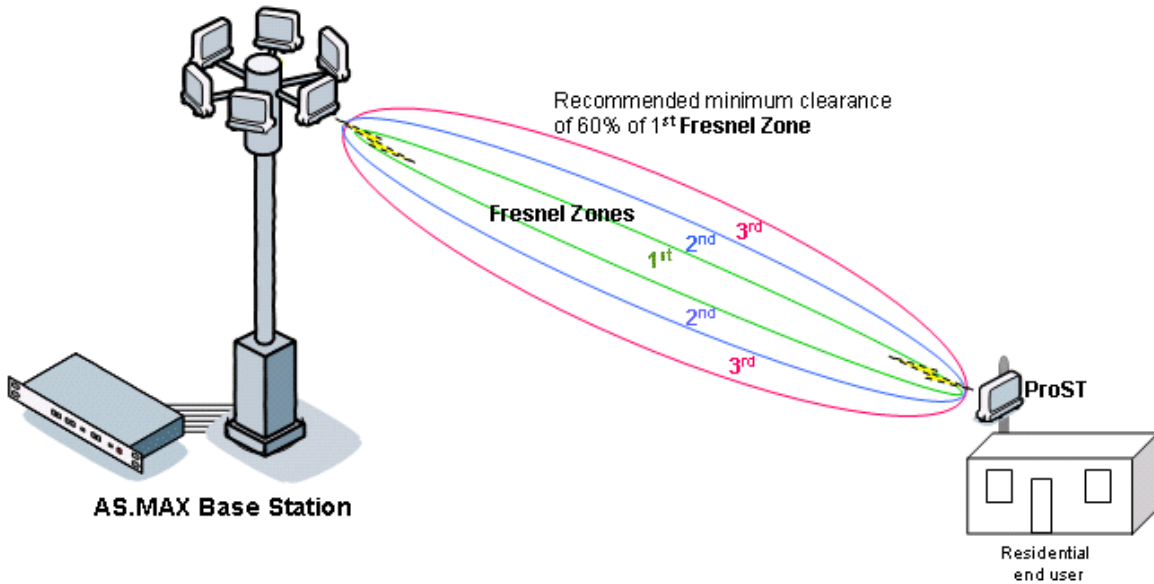 Recommended minimum clearance
of 60% of 1st Fresnel Zone
Fresnel Zones
3rd
2nd
1st
2nd
3rd
ProST
AS.MAX Base Station
Residential
end user